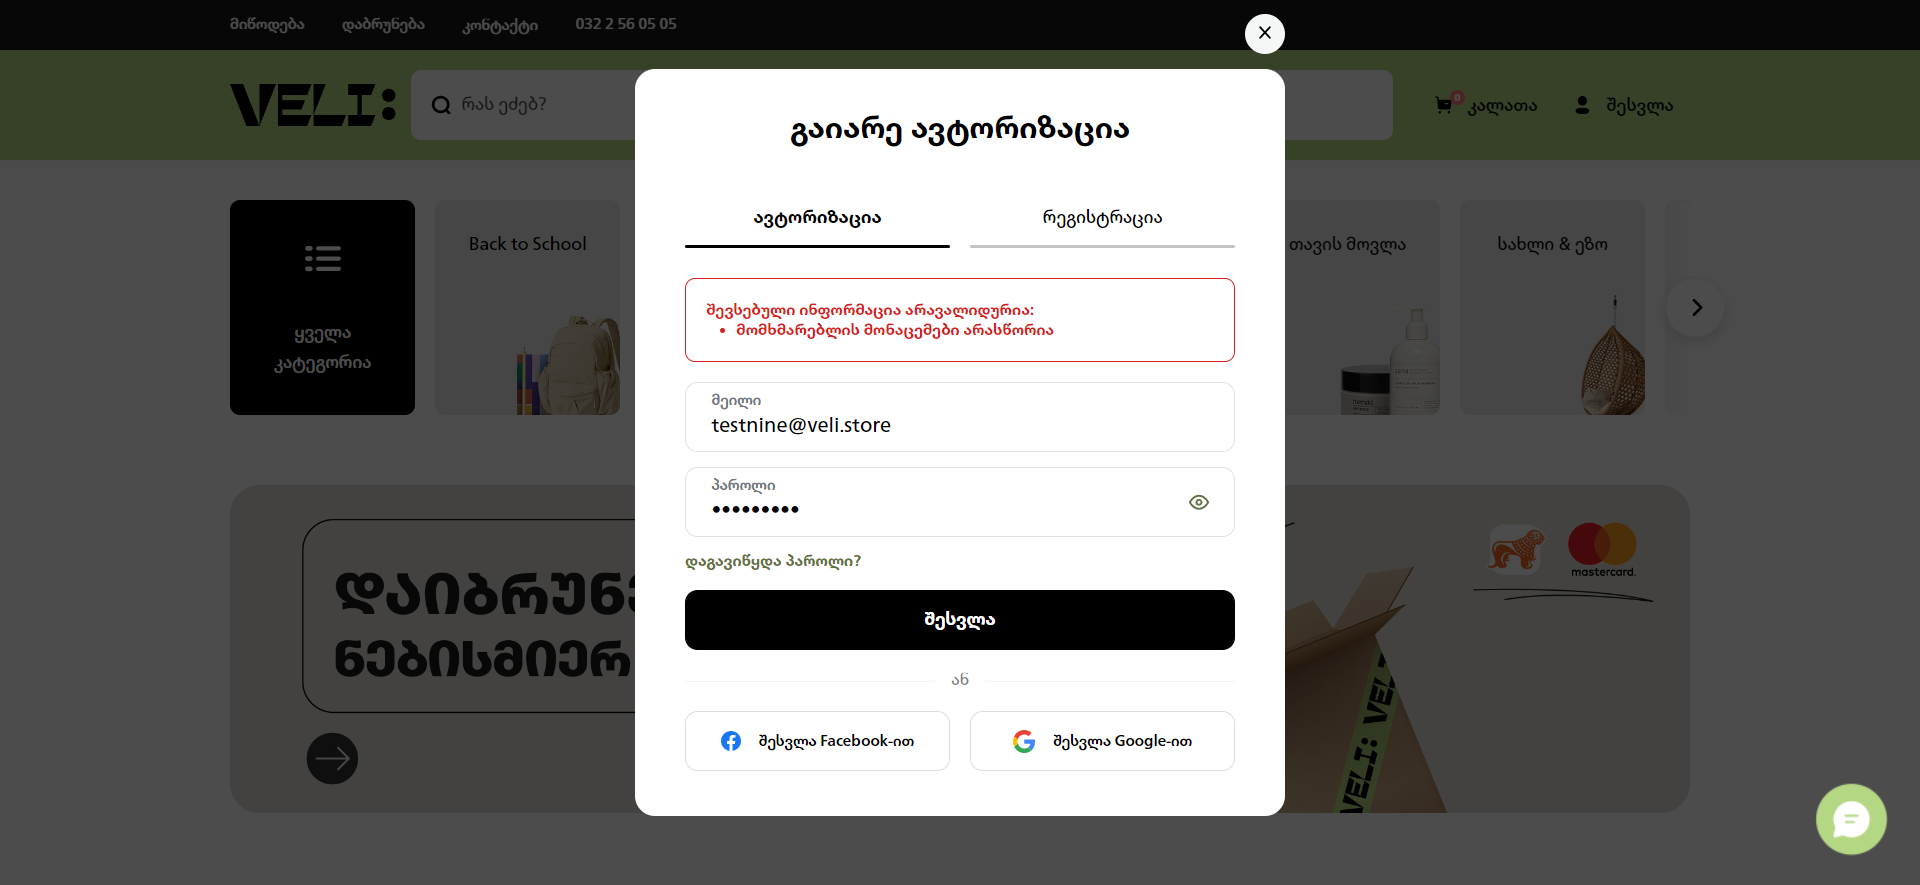 მიწოდება
დაბრუნება
კონტაქტი
032 2 56 05 05
VELI:
რას ეძებ?
0
კალათა
შესვლა
გაიარე ავტორიზაცია
ავტორიზაცია
რეგისტრაცია
შევსებული ინფორმაცია არავალიდურია:
მომხმარებლის მონაცემები არასწორია
მეილი
testnine@veli.store
პაროლი
დაგავიწყდა პაროლი?
შესვლა
ან
შესვლა Facebook-ით
შესვლა Google-ით
ყველა
კატეგორია
Back to School
თავის მოვლა
სახლი & ეზო
დაიბრუნე
ნებისმიერ
mastercard.
VELI: VEL